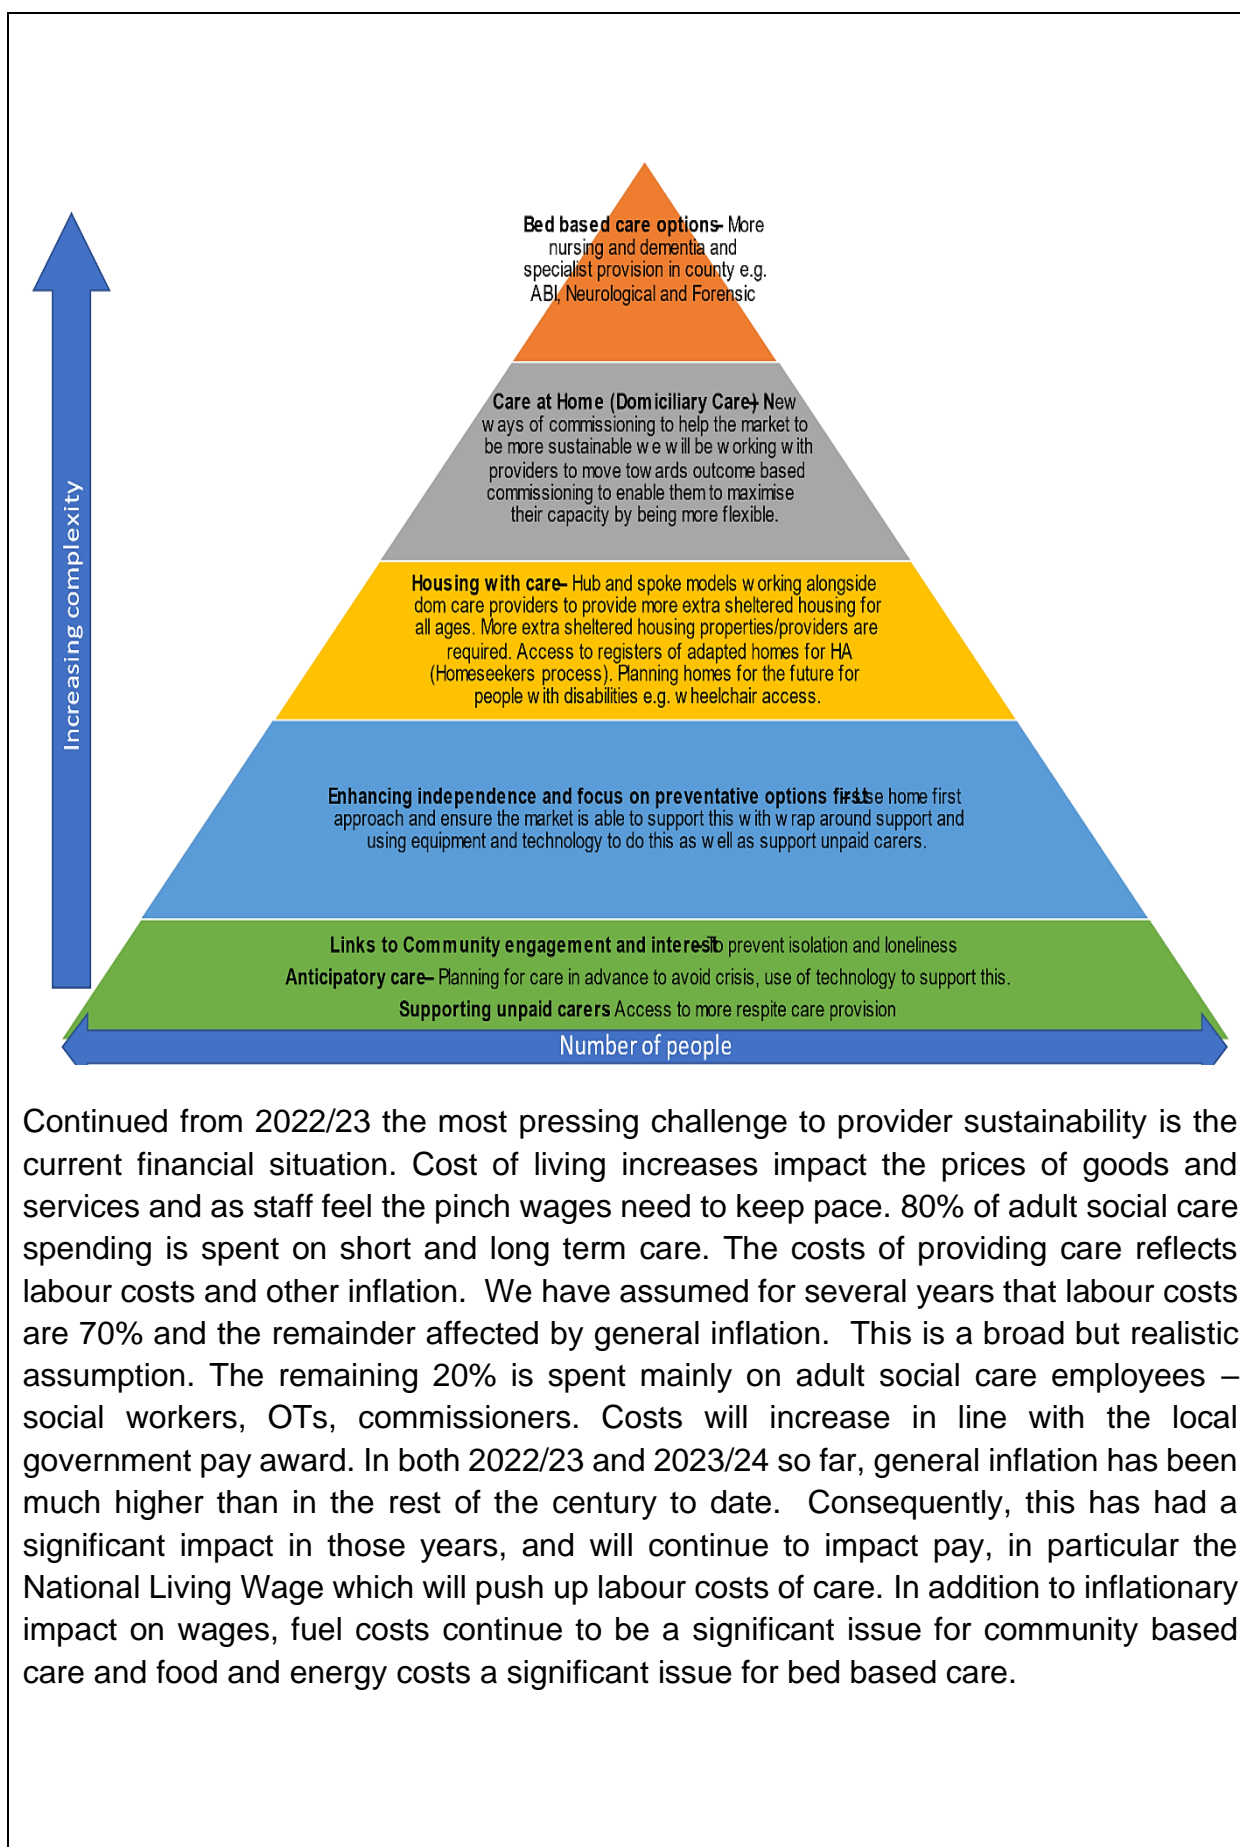 Bed based care options– More
nursing and dementia and
specialist provision in county e.g.
ABI, Neurological and Forensic
Care at Home (Domiciliary Care)– New
ways of commissioning to help the market to
be more sustainable we will be working with
providers to move towards outcome based
commissioning to enable them to maximise
their capacity by being more flexible.
Increasing complexity
Housing with care– Hub and spoke models working alongside
dom care providers to provide more extra sheltered housing for
all ages. More extra sheltered housing properties/providers are
required. Access to registers of adapted homes for HA
(Homeseekers process). Planning homes for the future for
people with disabilities e.g. wheelchair access.
Enhancing independence and focus on preventative options first– Use home first
approach and ensure the market is able to support this with wrap around support and
using equipment and technology to do this as well as support unpaid carers.
Links to Community engagement and interest– To prevent isolation and loneliness
Anticipatory care– Planning for care in advance to avoid crisis, use of technology to support this.
Supporting unpaid carers Access to more respite care provision
Number of people
Continued from 2022/23 the most pressing challenge to provider sustainability is the
current financial situation. Cost of living increases impact the prices of goods and
services and as staff feel the pinch wages need to keep pace. 80% of adult social care
spending is spent on short and long term care. The costs of providing care reflects
labour costs and other inflation. We have assumed for several years that labour costs
are 70% and the remainder affected by general inflation. This is a broad but realistic
assumption. The remaining 20% is spent mainly on adult social care employees –
social workers, OTs, commissioners. Costs will increase in line with the local
government pay award. In both 2022/23 and 2023/24 so far, general inflation has been
much higher than in the rest of the century to date. Consequently, this has had a
significant impact in those years, and will continue to impact pay, in particular the
National Living Wage which will push up labour costs of care. In addition to inflationary
impact on wages, fuel costs continue to be a significant issue for community based
care and food and energy costs a significant issue for bed based care.